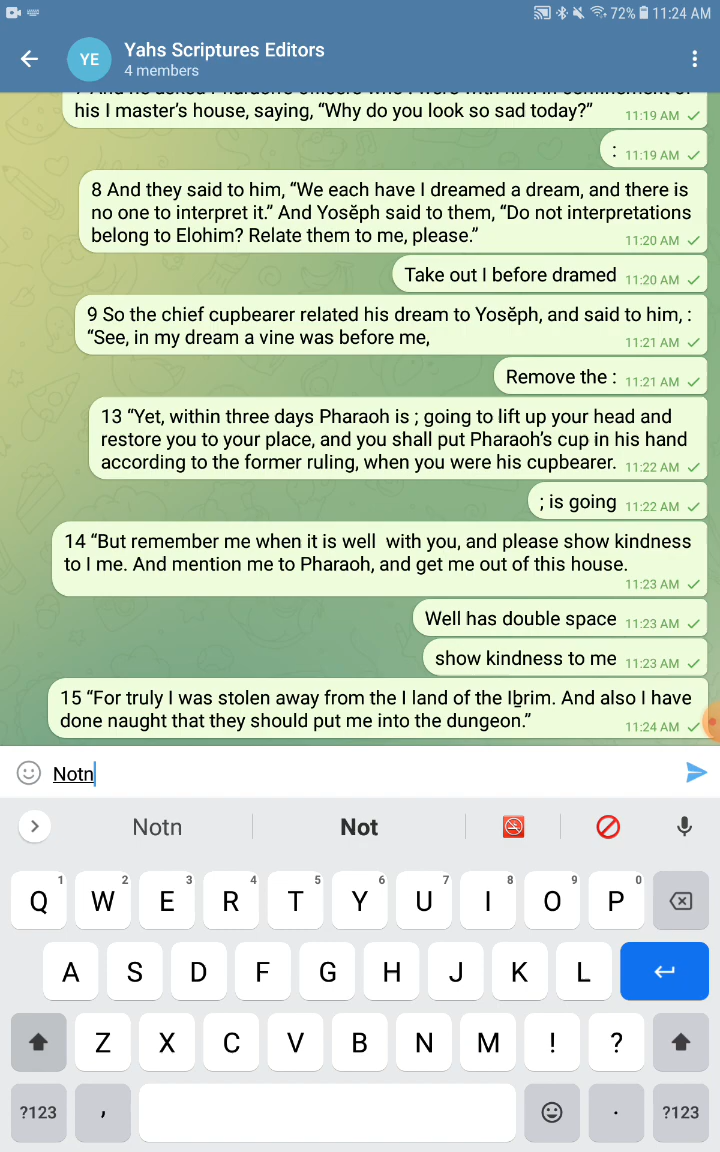 72% 11:24 AM
YE
Yahs Scriptures Editors
4 members
his I master's house, saying, “Why do you look so sad today?” 11:19 AM
: 11:19 AM
8 And they said to him, “We each have I dreamed a dream, and there is
no one to interpret it.” And Yosĕph said to them, “Do not interpretations
belong to Elohim? Relate them to me, please.” 11:20 AM
Take out I before dramed 11:20 AM
9 So the chief cupbearer related his dream to Yosĕph, and said to him, :
“See, in my dream a vine was before me, 11:21 AM
Remove the : 11:21 AM
13 “Yet, within three days Pharaoh is ; going to lift up your head and
restore you to your place, and you shall put Pharaoh’s cup in his hand
according to the former ruling, when you were his cupbearer. 11:22 AM
; is going 11:22 AM
14 “But remember me when it is well  with you, and please show kindness
to I me. And mention me to Pharaoh, and get me out of this house.
11:23 AM
Well has double space 11:23 AM
show kindness to me 11:23 AM
15 “For truly I was stolen away from the I land of the Iḇrim. And also I have
done naught that they should put me into the dungeon.” 11:24 AM
Notn
Notn Not
1 2 3 4 5 6 7 8 9 0
Q W E R T Y U I O P
A S D F G H J K L
Z X C V B N M ! ?
?123 , . ?123